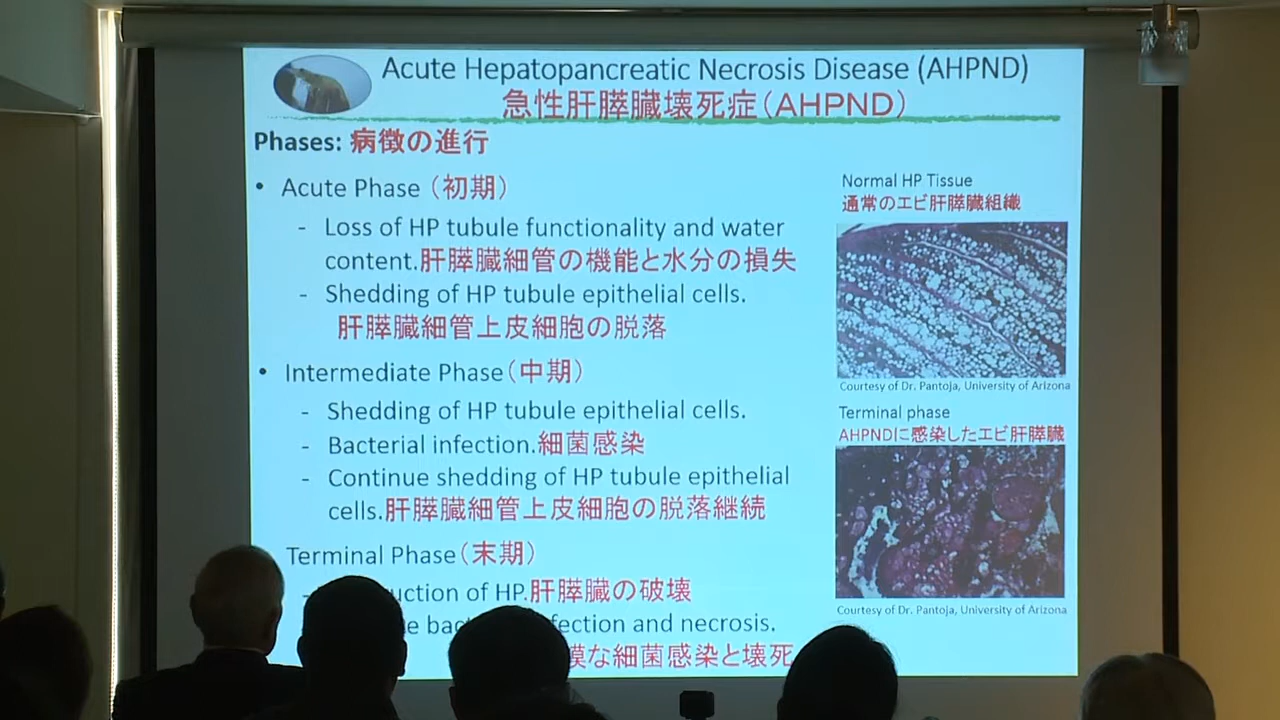 Acute Hepatopancreatic Necrosis Disease (AHPND)
急性肝膵臓壊死症（AHPND）
Phases: 病徴の進行
• Acute Phase （初期）
- Loss of HP tubule functionality and water
content.肝膵臓細管の機能と水分の損失
- Shedding of HP tubule epithelial cells.
肝膵臓細管上皮細胞の脱落
• Intermediate Phase（中期）
- Shedding of HP tubule epithelial cells.
- Bacterial infection.細菌感染
- Continue shedding of HP tubule epithelial
cells.肝膵臓細管上皮細胞の脱落継続
Terminal Phase（末期）
- of HP.肝膵臓の破壊
and necrosis.
な細菌感染と壊死
Normal HP Tissue
通常のエビ肝膵臓組織
Courtesy of Dr. Pantoja, University of Arizona
Terminal phase
AHPNDに感染したエビ肝膵臓
Courtesy of Dr. Pantoja, University of Arizona